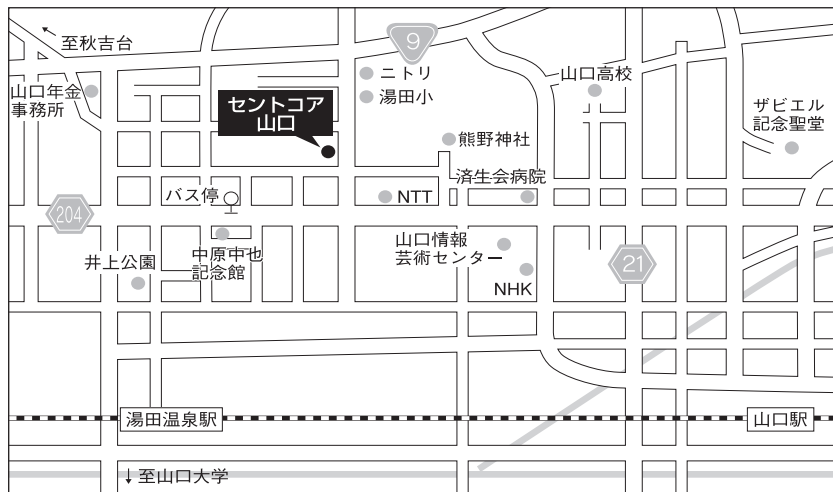 至秋吉台
9
ニトリ
湯田小
山口高校
山口年金
事務所
セントコア
山口
ザビエル
記念聖堂
熊野神社
済生会病院
バス停
NTT
204
中原中也
記念館
山口情報
芸術センター
井上公園
21
NHK
湯田温泉駅
山口駅
↓至山口大学